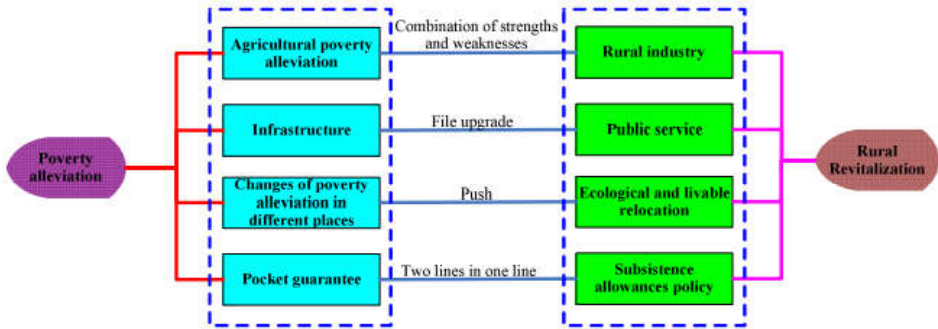 Poverty
alleviation
Agricultural poverty
alleviation
Combination of strengths
and weaknesses
Rural industry
Infrastructure
File upgrade
Public service
Changes of poverty
alleviation in
different places
Push
Ecological and livable
relocation
Pocket guarantee
Two lines in one line
Subsistence
allowances policy
Rural
Revitalization